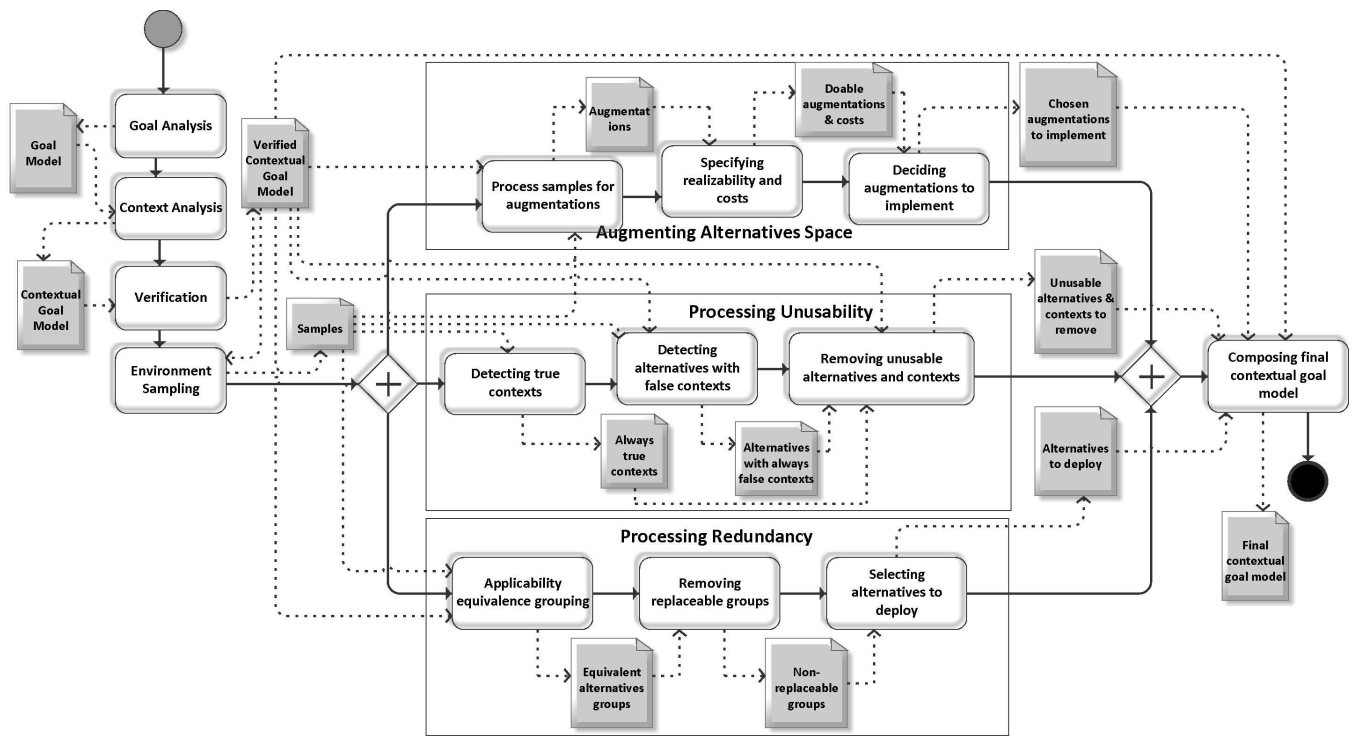 Goal Analysis
Goal
Model
Context Analysis
Contextual
Goal
Model
Verification
Environment
Sampling
Verified
Contextual
Goal
Model
Samples
Augmentat
ions
Doable
augmentations
& costs
Chosen
augmentations
to implement
Process samples for
augmentations
Specifying
realizability and
costs
Deciding
augmentations to
implement
Augmenting Alternatives Space
Processing Unusability
Detecting true
contexts
Detecting
alternatives with
false contexts
Removing unusable
alternatives and contexts
Always
true
contexts
Alternatives
with always
false contexts
Unusable
alternatives &
contexts to
remove
Composing final
contextual goal
model
Alternatives
to deploy
Final
contextual
goal model
Processing Redundancy
Applicability
equivalence grouping
Removing
replaceable groups
Selecting
alternatives to
deploy
Equivalent
alternatives
groups
Non-
replaceable
groups